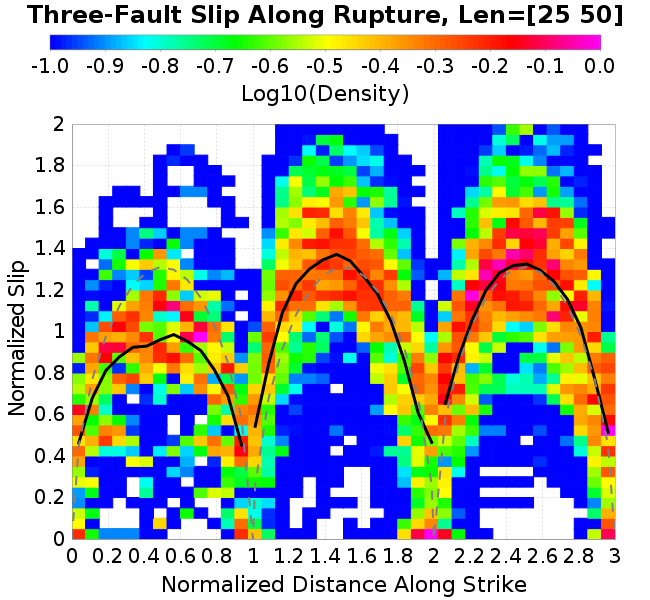 Three-Fault Slip Along Rupture, Len=[25 50]
-1.0 -0.9 -0.8 -0.7 -0.6 -0.5 -0.4 -0.3 -0.2 -0.1 0.0
Log10(Density)
Normalized Slip
2
1.8
1.6
1.4
1.2
1
0.8
0.6
0.4
0.2
0
0 0.2 0.4 0.6 0.8 1 1.2 1.4 1.6 1.8 2 2.2 2.4 2.6 2.8 3
Normalized Distance Along Strike